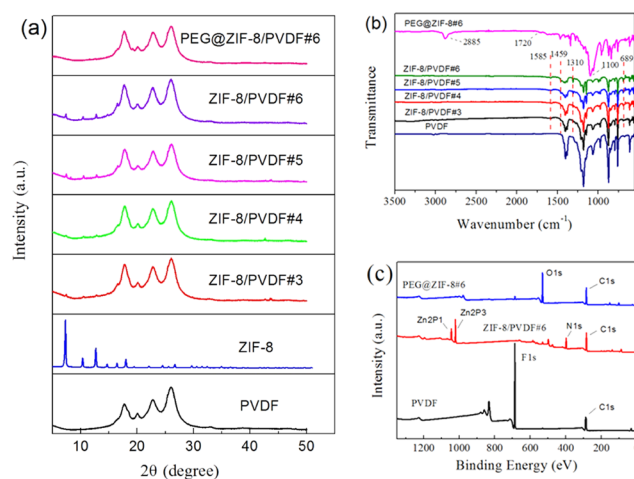 (a)
PEG@ZIF-8/PVDF#6
ZIF-8/PVDF#6
ZIF-8/PVDF#5
ZIF-8/PVDF#4
ZIF-8/PVDF#3
ZIF-8
PVDF
Intensity (a.u.)
10 20 30 40 50
2θ (degree)
(b)
PEG@ZIF-8#6
2885
1720
1585
1459
1310
1100
689
ZIF-8/PVDF#6
ZIF-8/PVDF#5
ZIF-8/PVDF#4
ZIF-8/PVDF#3
PVDF
Transmittance
3500 3000 2500 2000 1500 1000
Wavenumber (cm⁻¹)
(c)
PEG@ZIF-8#6
O1s
C1s
Zn2P1
Zn2P3
ZIF-8/PVDF#6
N1s
C1s
F1s
PVDF
C1s
Intensity (a.u.)
1400 1200 1000 800 600 400 200
Binding Energy (eV)